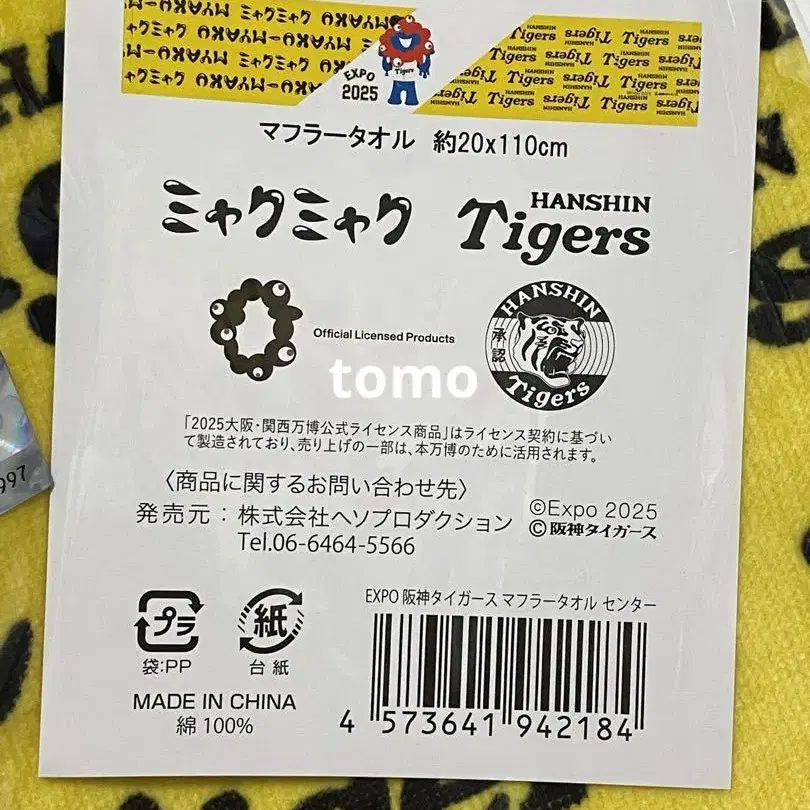 MYAKU-MYAKU
ミャクミャク
EXPO
2025
Tigers
HANSHIN
Tigers
マフラータオル 約20x110cm
ミャクミャク
HANSHIN
Tigers
Official Licensed Products
HANSHIN
承認
Tigers
tomo
「2025大阪・関西万博公式ライセンス商品」はライセンス契約に基づい
て製造されており、売り上げの一部は、本万博のために活用されます。
〈商品に関するお問い合わせ先〉
発売元：株式会社ヘソプロダクション
Tel.06-6464-5566
©Expo 2025
©阪神タイガース
プラ
袋:PP
紙
台紙
MADE IN CHINA
綿 100%
EXPO 阪神タイガース マフラータオル センター
4 573641 942184